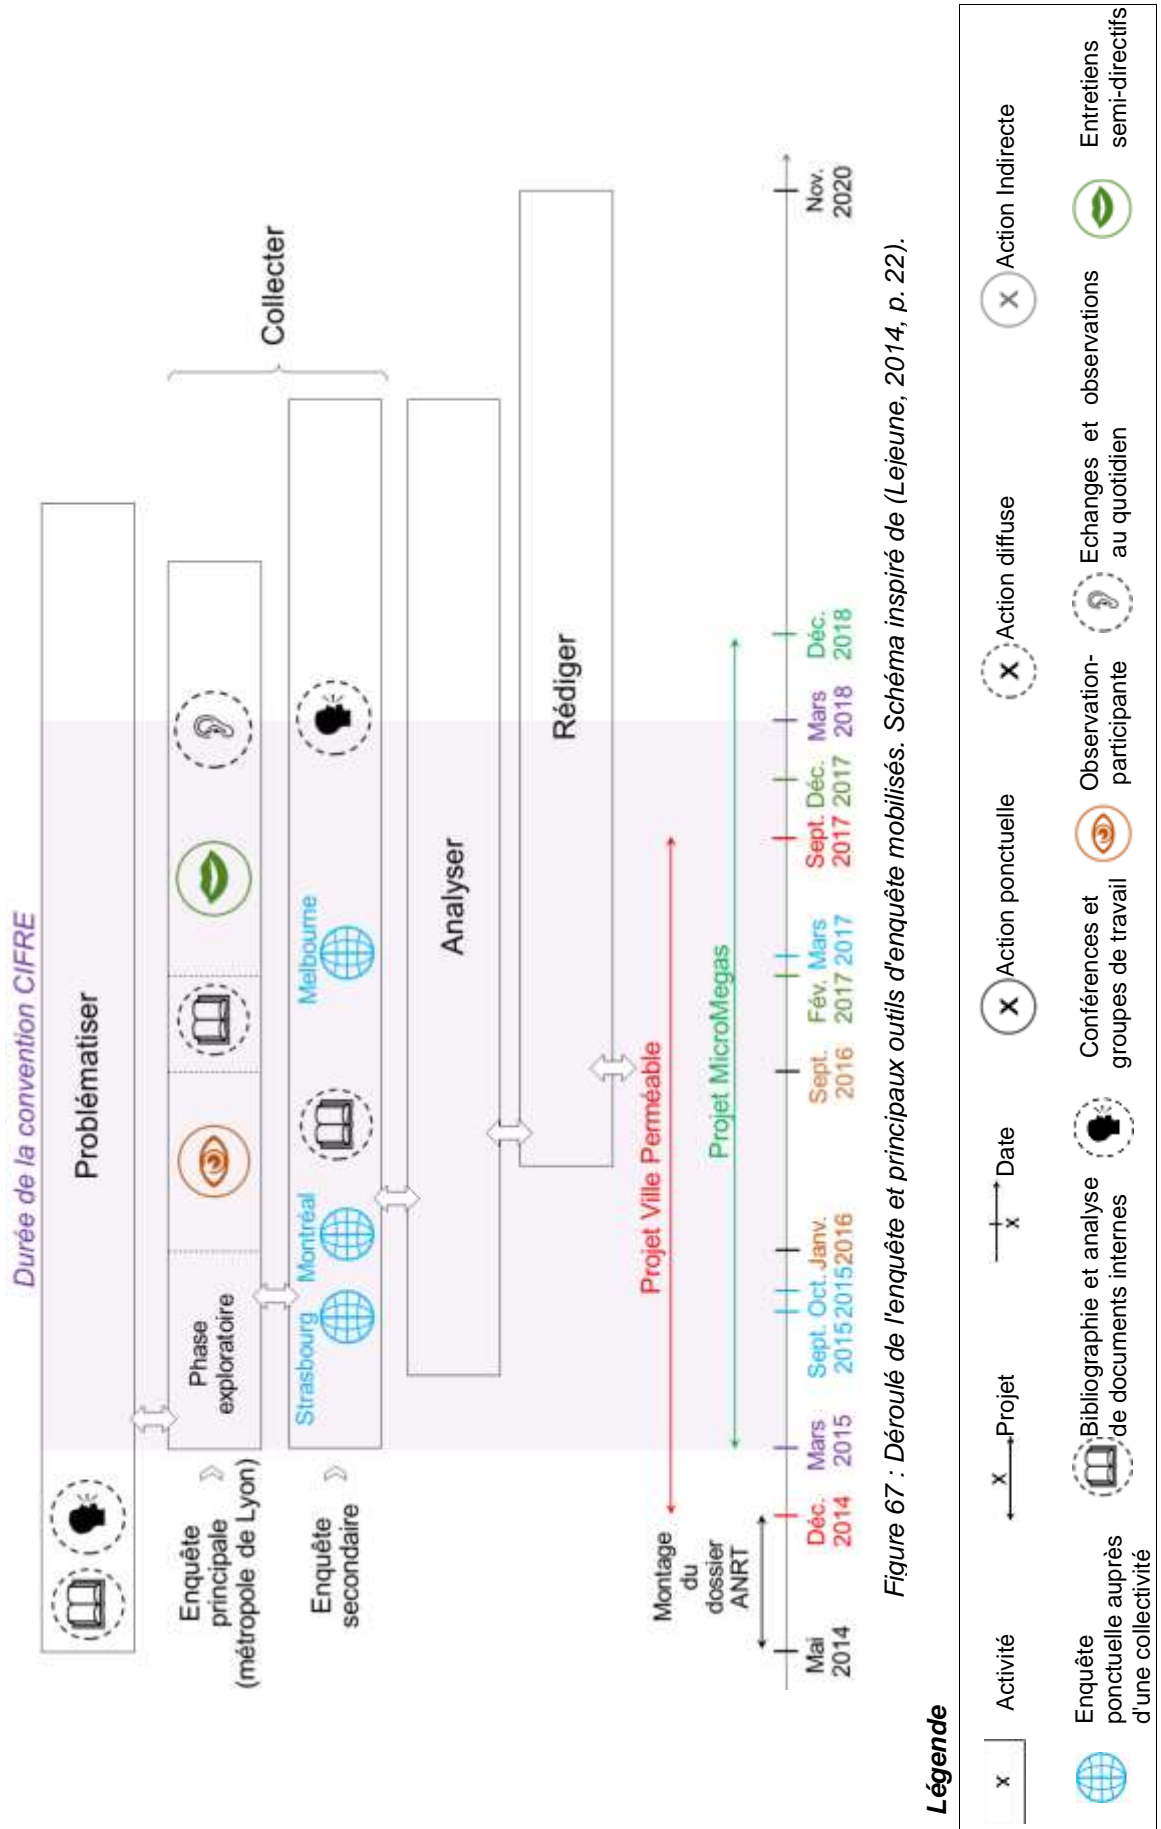 Durée de la convention CIFRE
Problématiser
Enquête
principale
(métropole de Lyon)
Phase
exploratoire
Collecter
Enquête
secondaire
Strasbourg
Montréal
Melbourne
Analyser
Rédiger
Projet Ville Perméable
Projet MicroMegas
Montage
du
dossier
ANRT
Mai
2014
Déc.
2014
Mars
2015
Sept.
2015
Oct.
2015
Janv.
2016
Sept.
2016
Fév.
2017
Mars
2017
Sept.
2017
Déc.
2017
Mars
2018
Déc.
2018
Nov.
2020
Figure 67 : Déroulé de l'enquête et principaux outils d'enquête mobilisés. Schéma inspiré de (Lejeune, 2014, p. 22).
Légende
x
Activité
x
Projet
x
Date
x
Action ponctuelle
x
Action diffuse
x
Action Indirecte
Enquête
ponctuelle auprès
d'une collectivité
Bibliographie et analyse
de documents internes
Conférences et
groupes de travail
Observation-
participante
Echanges et observations
au quotidien
Entretiens
semi-directifs